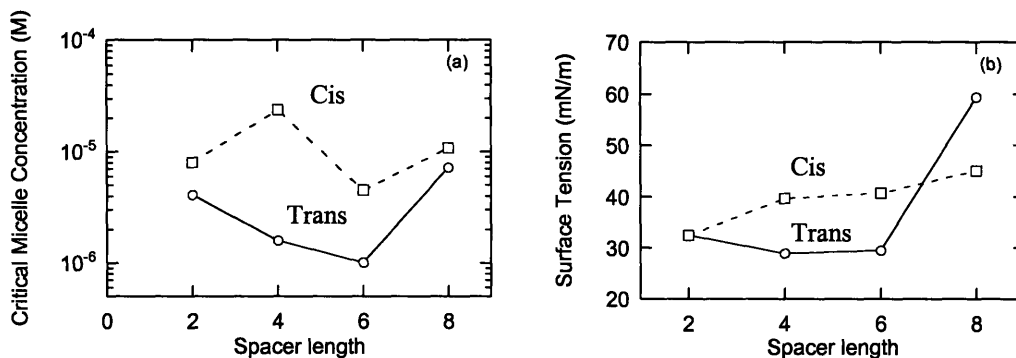 Critical Micelle Concentration (M)
10⁻⁴
10⁻⁵
10⁻⁶
(a)
Cis
Trans
0 2 4 6 8
Spacer length
Surface Tension (mN/m)
70
60
50
40
30
20
(b)
Cis
Trans
2 4 6 8
Spacer length